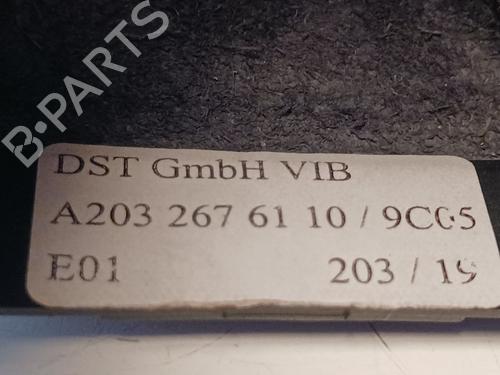 B-PARTS
DST GmbH VIB
A203 267 61 10 / 9C05
E01 203 / 19